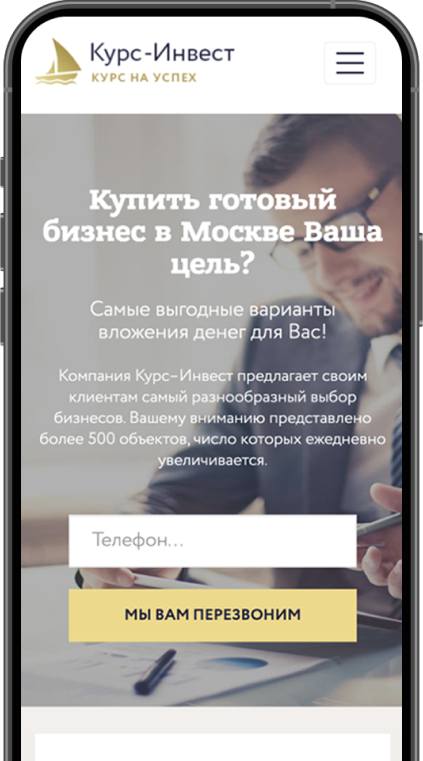 Курс-Инвест
КУРС НА УСПЕХ
Купить готовый
бизнес в Москве Ваша
цель?
Самые выгодные варианты
вложения денег для Вас!
Компания Курс-Инвест предлагает своим
клиентам самый разнообразный выбор
бизнесов. Вашему вниманию представлено
более 500 объектов, число которых ежедневно
увеличивается.
Телефон...
МЫ ВАМ ПЕРЕЗВОНИМ